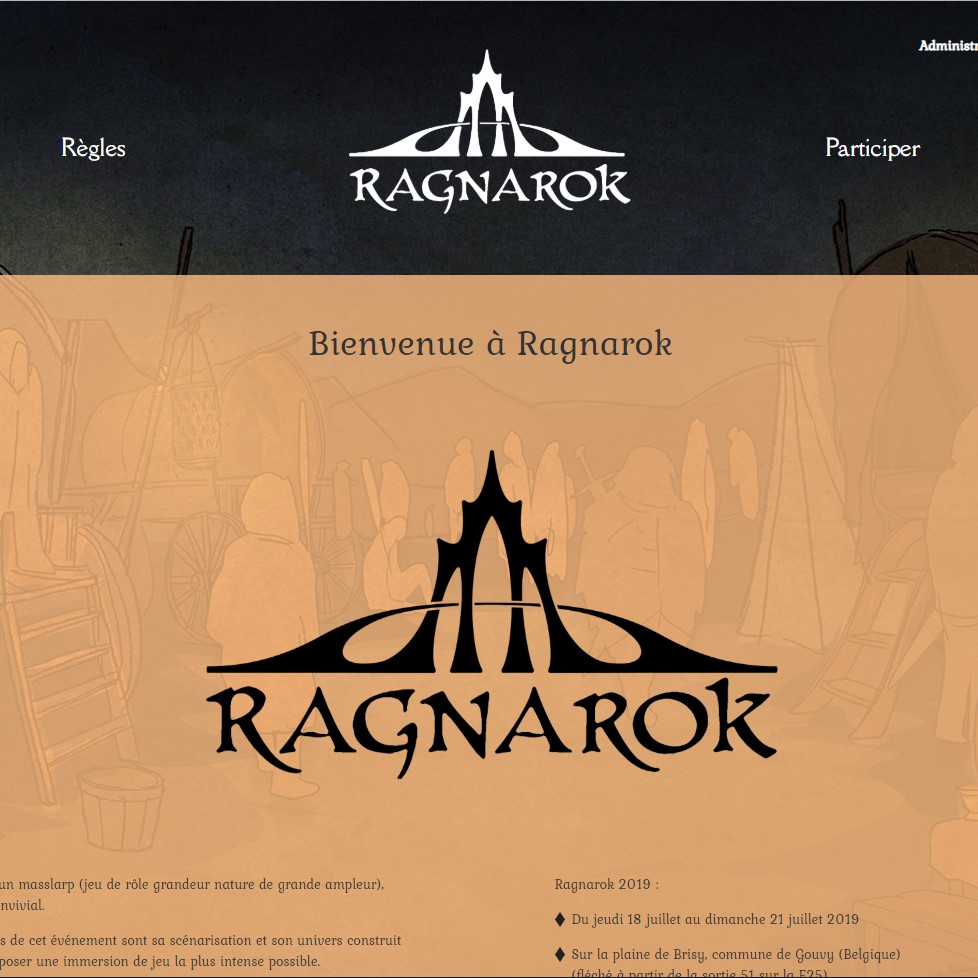 Règles
RAGNAROK
Participer
Bienvenue à Ragnarok
RAGNAROK
un masslarp (jeu de rôle grandeur nature de grande ampleur),
s de cet événement sont sa scénarisation et son univers construit
une immersion de jeu la plus intense possible.
Ragnarok 2019 :
Du jeudi 18 juillet au dimanche 21 juillet 2019
Sur la plaine de Brisy, commune de Gouvy (Belgique)
(fléché à partir de la sortie 51 sur la E25)